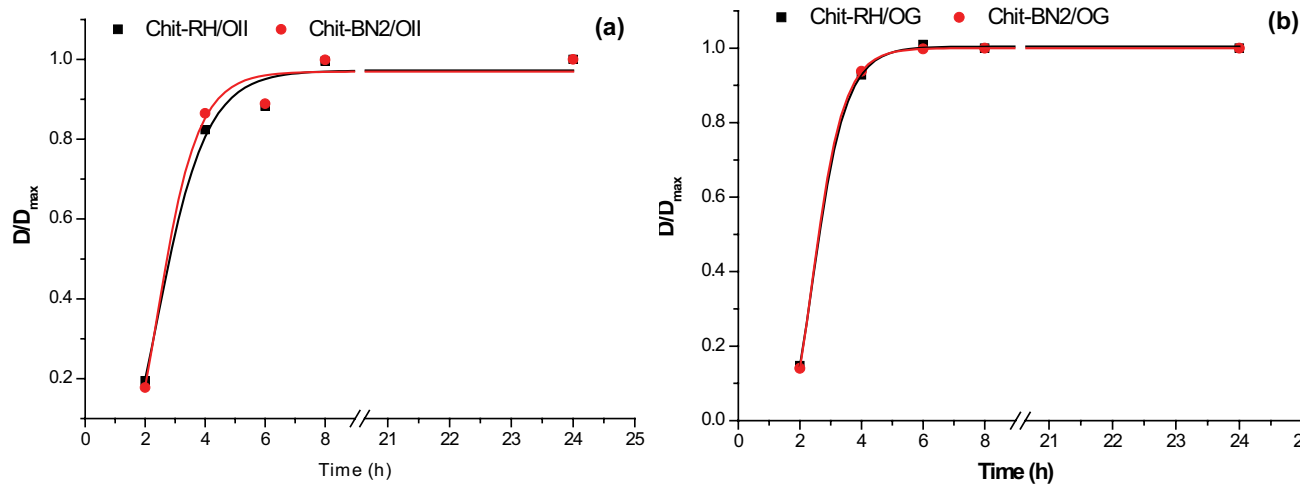 Chit-RH/OII Chit-BN2/OII (a)
1.0
0.8
0.6
0.4
0.2
D/Dmax
0 2 4 6 8 21 22 23 24 25
Time (h)
Chit-RH/OG Chit-BN2/OG (b)
1.0
0.8
0.6
0.4
0.2
0.0
D/Dmax
0 2 4 6 8 21 22 23 24 2
Time (h)